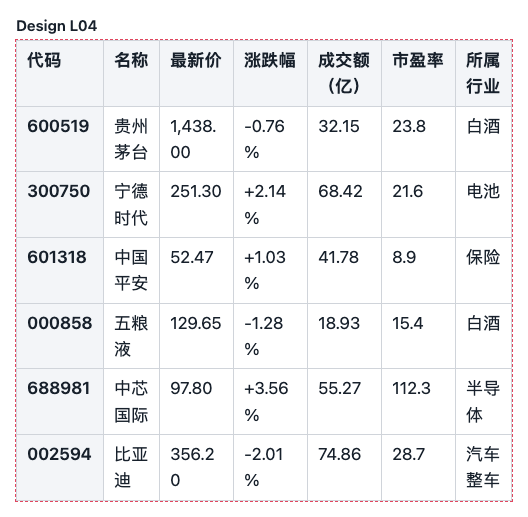 Design L04
代码 名称 最新价 涨跌幅 成交额 市盈率 所属
（亿） 行业
600519 贵州 1,438. -0.76 32.15 23.8 白酒
茅台 00 %
300750 宁德 251.30 +2.14 68.42 21.6 电池
时代 %
601318 中国 52.47 +1.03 41.78 8.9 保险
平安 %
000858 五粮 129.65 -1.28 18.93 15.4 白酒
液 %
688981 中芯 97.80 +3.56 55.27 112.3 半导
国际 % 体
002594 比亚 356.2 -2.01 74.86 28.7 汽车
迪 0 % 整车